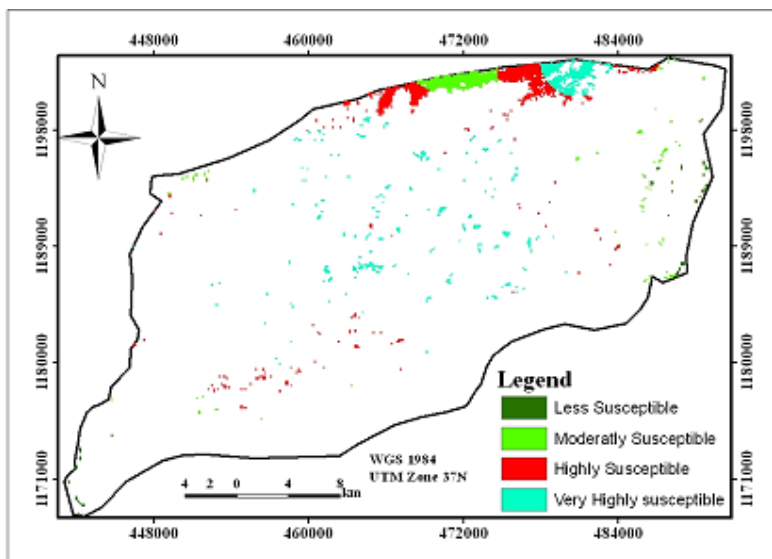 448000 460000 472000 484000
N
1198000 1198000
1189000 1189000
1180000 1180000
1171000 1171000
Legend
Less Susceptible
Moderatly Susceptible
Highly Susceptible
Very Highly susceptible
WGS 1984
UTM Zone 37N
4 2 0 4 8
km
448000 460000 472000 484000